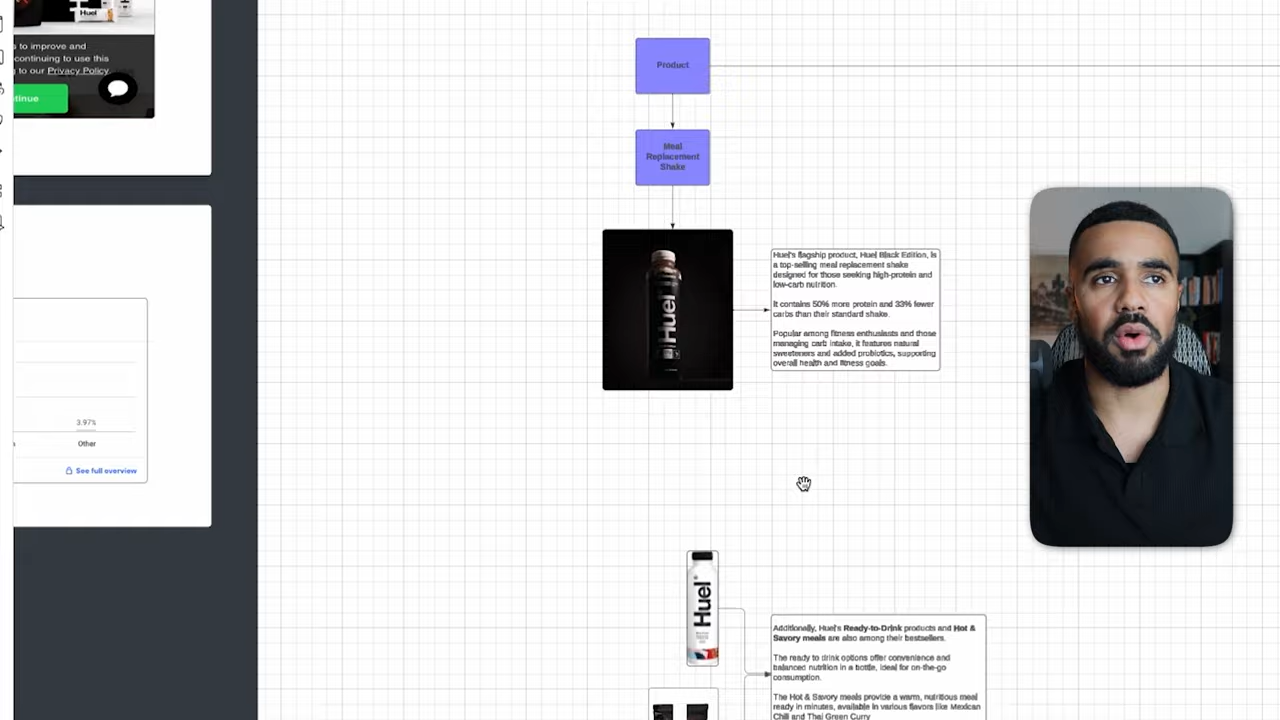 Huel
s to improve and
continuing to use this
to our Privacy Policy.
tinue
3.97%
Other
See full overview
Product
Meal
Replacement
Shake
Huel
Huel's flagship product, Huel Black Edition, is
a top-selling meal replacement shake
designed for those seeking high-protein and
low-carb nutrition.
It contains 50% more protein and 33% fewer
carbs than their standard shake.
Popular among fitness enthusiasts and those
managing carb intake, it features natural
sweeteners and added probiotics, supporting
overall health and fitness goals.
Huel
Additionally, Huel's Ready-to-Drink products and Hot &
Savory meals are also among their bestsellers.
The ready to drink options offer convenience and
balanced nutrition in a bottle, ideal for on-the-go
consumption.
The Hot & Savory meals provide a warm, nutritious meal
ready in minutes, available in various flavors like Mexican
Chili and Thai Green Curry